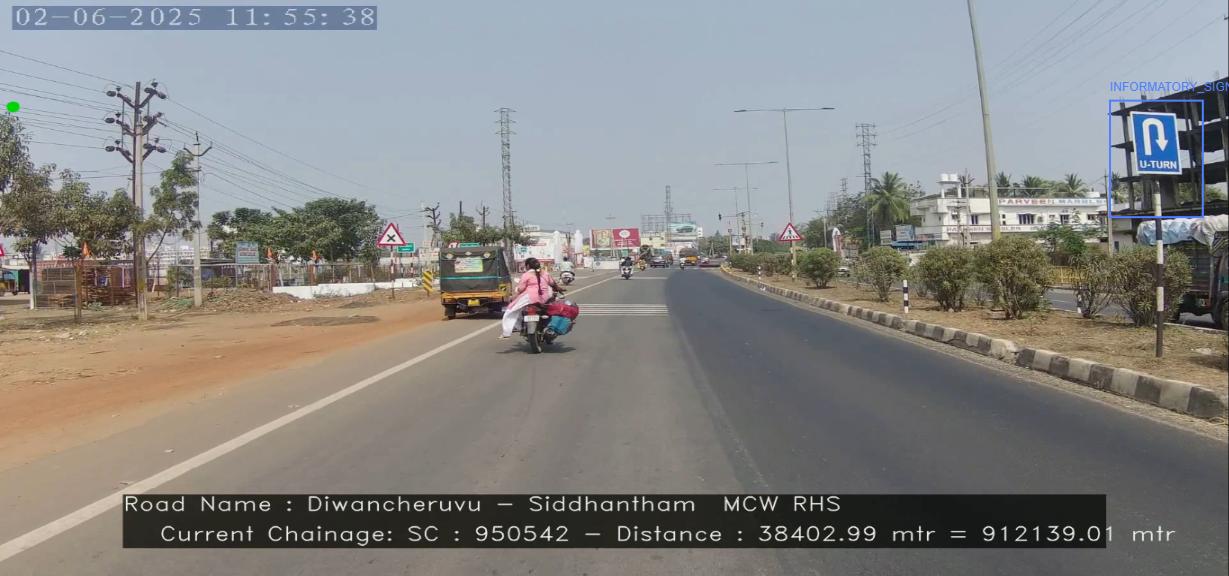 02-06-2025 11:55:38
INFORMATORY_SIGN
U-TURN
PARVEEN MARBLE
Road Name : Diwancheruvu - Siddhantham MCW RHS
Current Chainage: SC : 950542 - Distance : 38402.99 mtr = 912139.01 mtr